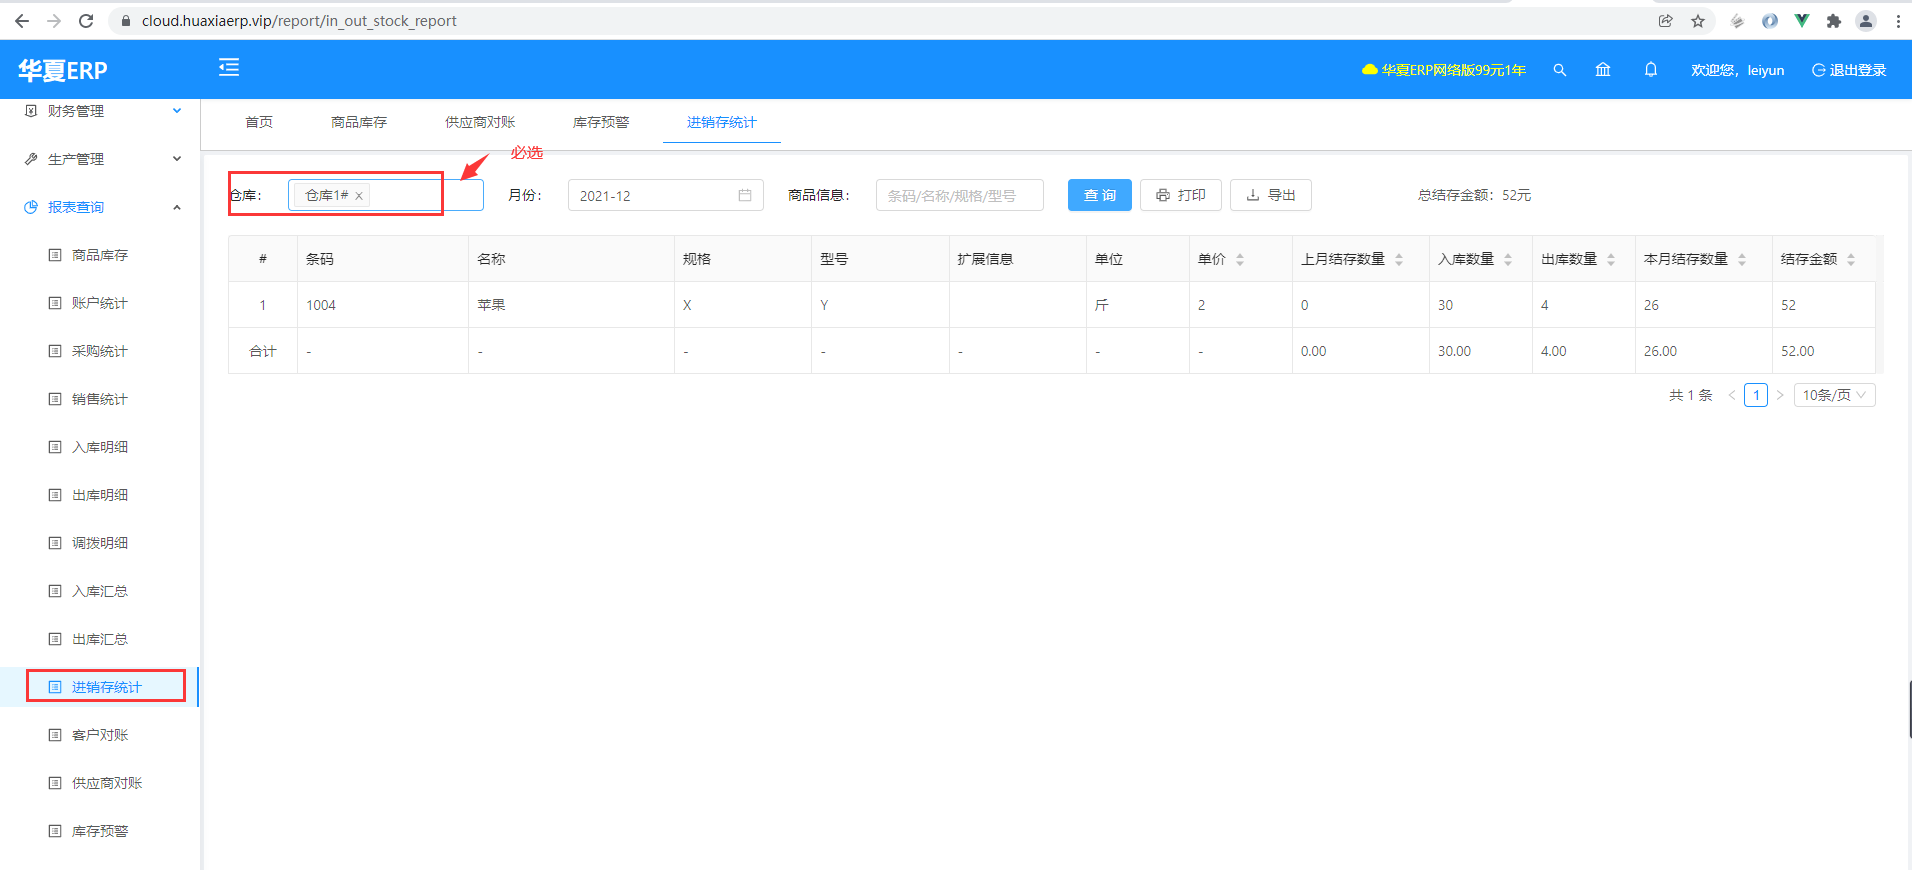 cloud.huaxiaerp.vip/report/in_out_stock_report
华夏ERP
华夏ERP网络版99元1年
欢迎您，leiyun
退出登录
财务管理
生产管理
报表查询
商品库存
账户统计
采购统计
销售统计
入库明细
出库明细
调拨明细
入库汇总
出库汇总
进销存统计
客户对账
供应商对账
库存预警
首页 商品库存 供应商对账 库存预警 进销存统计
必选
仓库： 仓库1# x 月份： 2021-12 商品信息： 条码/名称/规格/型号 查 询 打印 导出 总结存金额：52元
# 条码 名称 规格 型号 扩展信息 单位 单价 上月结存数量 入库数量 出库数量 本月结存数量 结存金额
1 1004 苹果 X Y 斤 2 0 30 4 26 52
合计 - - - - - - - 0.00 30.00 4.00 26.00 52.00
共 1 条 < 1 > 10条/页